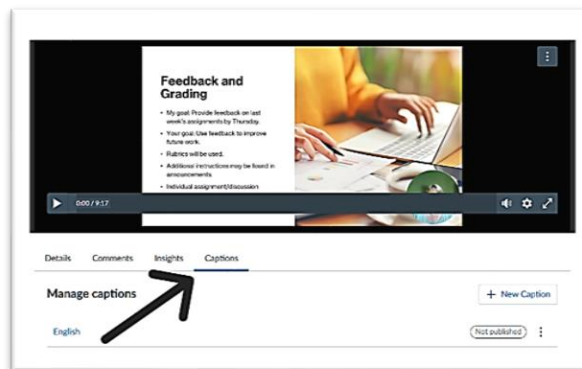 Feedback and
Grading
• My goal: Provide feedback on last
week's assignments by Thursday.
• Your goal: Use feedback to improve
future work.
• Rubrics will be used.
• Additional instructions may be found in
announcements.
• Individual assignment/discussion
0:00 / 9:17
Details Comments Insights Captions
Manage captions
+ New Caption
English
Not published